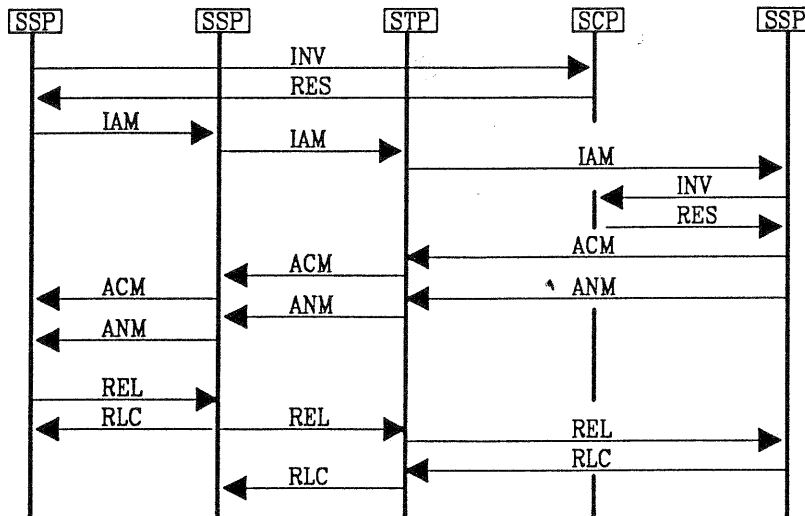 SSP SSP STP SCP SSP
INV
RES
IAM
IAM
IAM
INV
RES
ACM
ACM
ACM ANM
ANM
ANM
REL
RLC REL REL
RLC
RLC